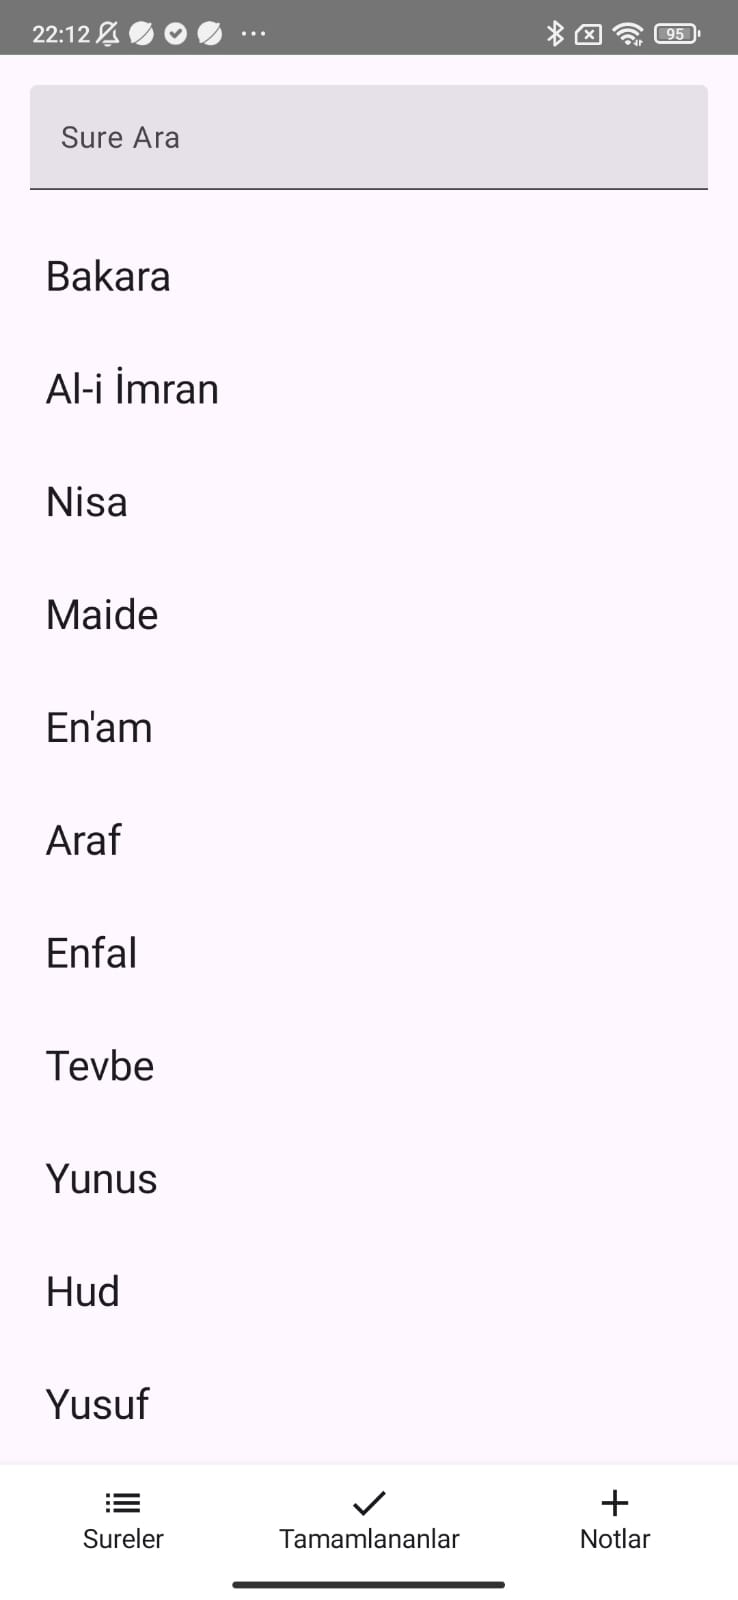 22:12
95
Sure Ara
Bakara
Al-i İmran
Nisa
Maide
En'am
Araf
Enfal
Tevbe
Yunus
Hud
Yusuf
Sureler Tamamlananlar Notlar